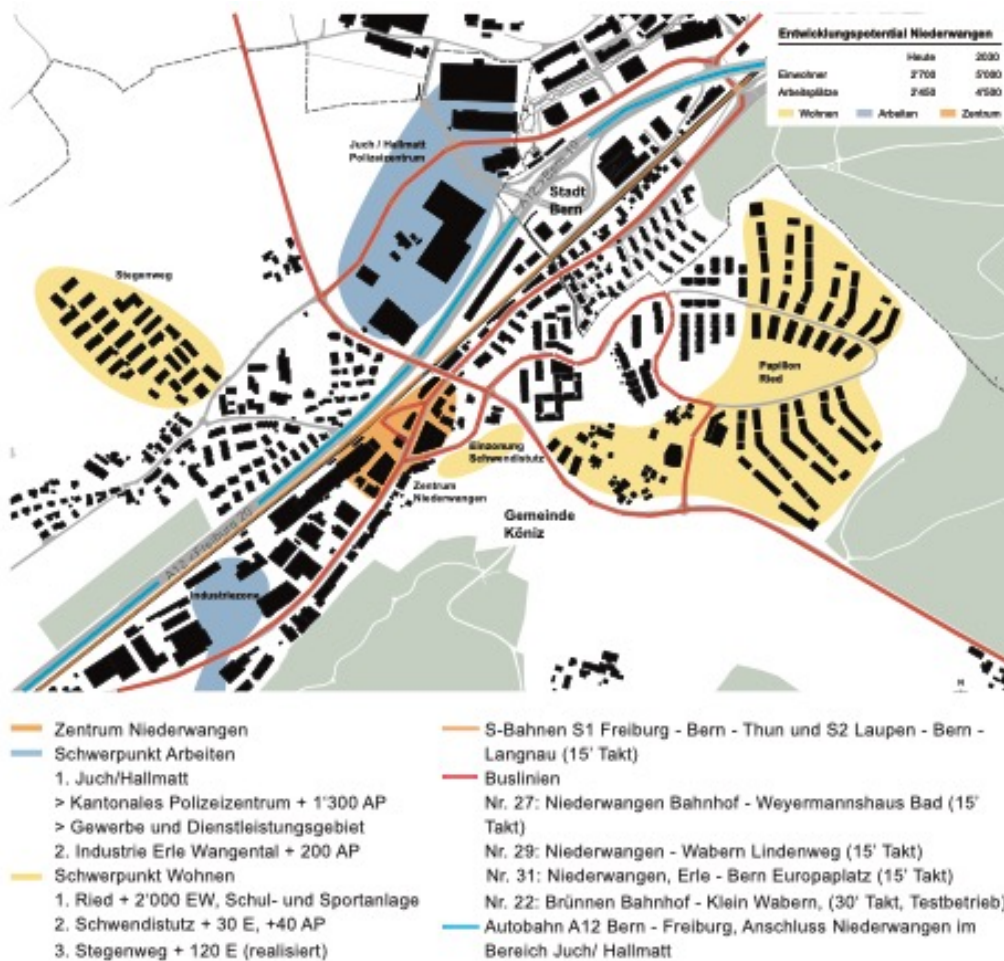 Entwicklungspotential Niederwangen
Heute 2030
Einwohner 2'700 5'000
Arbeitsplätze 2'450 4'500
Wohnen Arbeiten Zentrum
Juch / Hallmatt
Polizeizentrum
A12 >Bern 10
Stadt
Bern
Stegenweg
Papillon
Ried
Einzonung
Schwendistutz
Zentrum
Niederwangen
Gemeinde
Köniz
A12 <Freiburg 20
Industriezone
N
Zentrum Niederwangen
Schwerpunkt Arbeiten
1. Juch/Hallmatt
> Kantonales Polizeizentrum + 1'300 AP
> Gewerbe und Dienstleistungsgebiet
2. Industrie Erle Wangental + 200 AP
Schwerpunkt Wohnen
1. Ried + 2'000 EW, Schul- und Sportanlage
2. Schwendistutz + 30 E, +40 AP
3. Stegenweg + 120 E (realisiert)
S-Bahnen S1 Freiburg - Bern - Thun und S2 Laupen - Bern -
Langnau (15' Takt)
Buslinien
Nr. 27: Niederwangen Bahnhof - Weyermannshaus Bad (15'
Takt)
Nr. 29: Niederwangen - Wabern Lindenweg (15' Takt)
Nr. 31: Niederwangen, Erle - Bern Europaplatz (15' Takt)
Nr. 22: Brünnen Bahnhof - Klein Wabern, (30' Takt, Testbetrieb)
Autobahn A12 Bern - Freiburg, Anschluss Niederwangen im
Bereich Juch/ Hallmatt